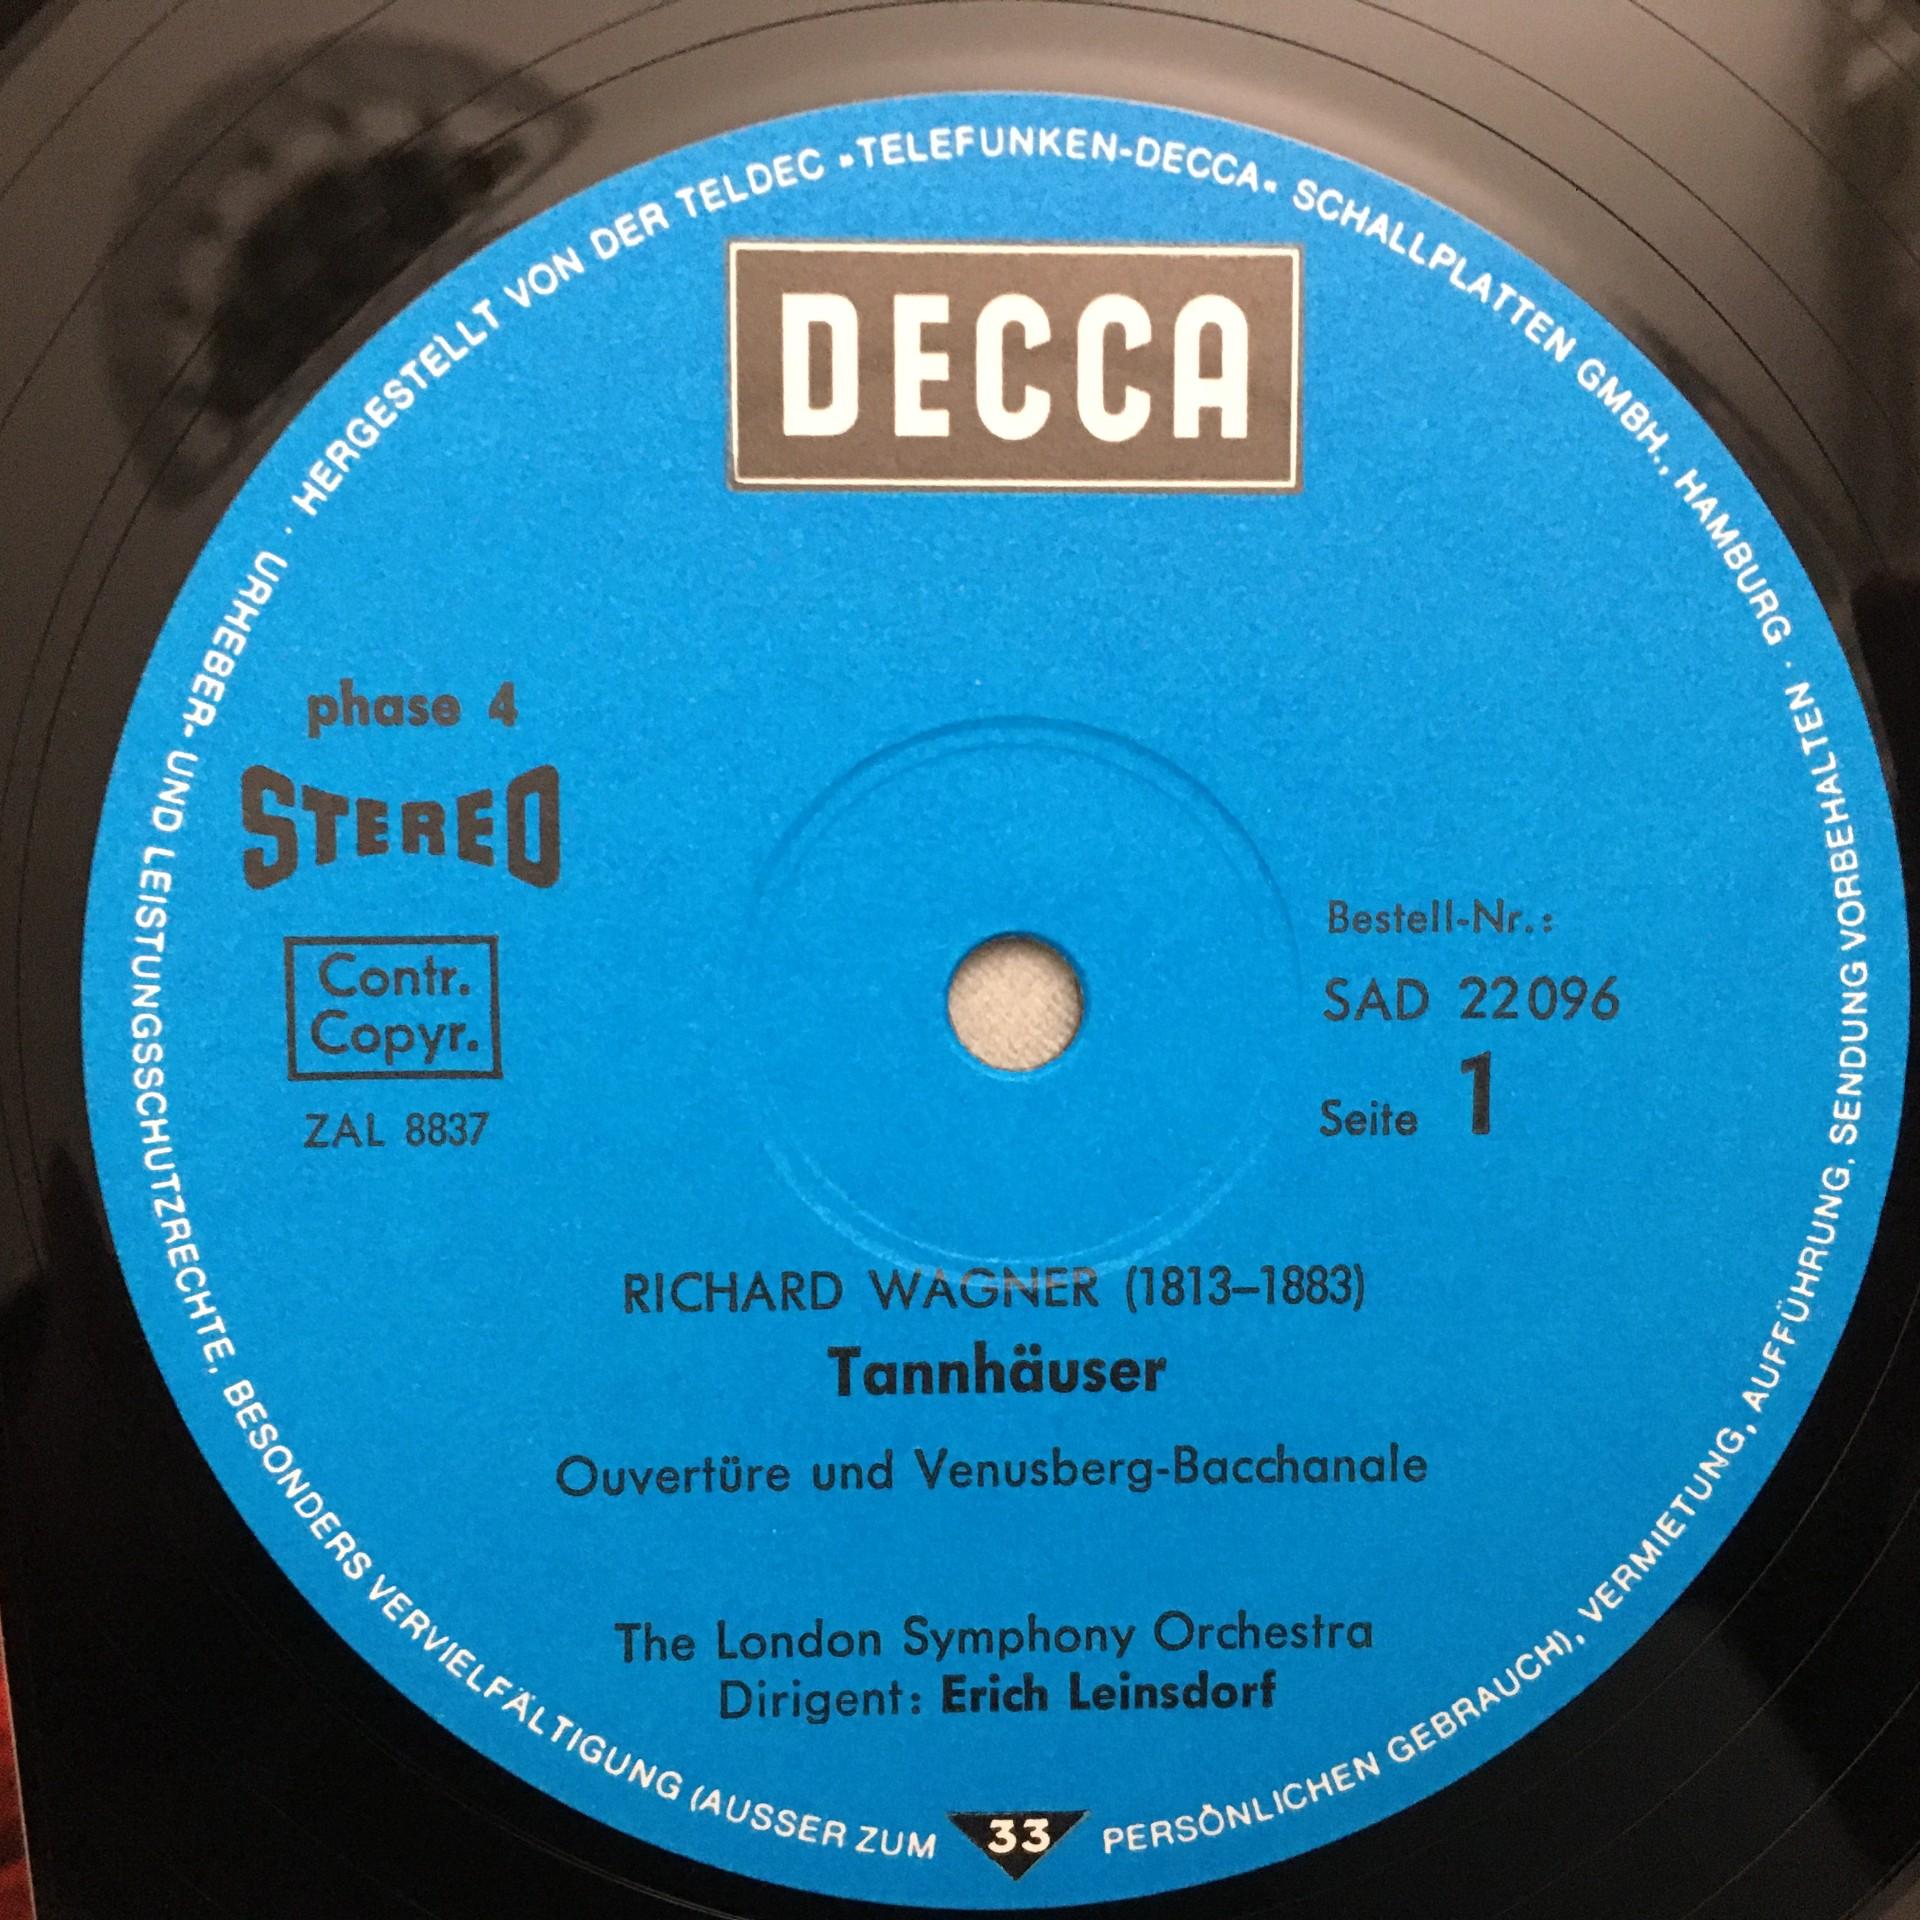 HERGESTELLT VON DER TELDEC »TELEFUNKEN-DECCA« SCHALLPLATTEN GMBH., HAMBURG ·
URHEBER- UND LEISTUNGSSCHUTZRECHTE, BESONDERS VERVIELFÄLTIGUNG (AUSSER ZUM PERSÖNLICHEN GEBRAUCH), VERMIETUNG, AUFFÜHRUNG, SENDUNG VORBEHALTEN ·
DECCA
phase 4
STEREO
Contr.
Copyr.
ZAL 8837
Bestell-Nr.:
SAD 22096
Seite 1
RICHARD WAGNER (1813–1883)
Tannhäuser
Ouvertüre und Venusberg-Bacchanale
The London Symphony Orchestra
Dirigent: Erich Leinsdorf
33